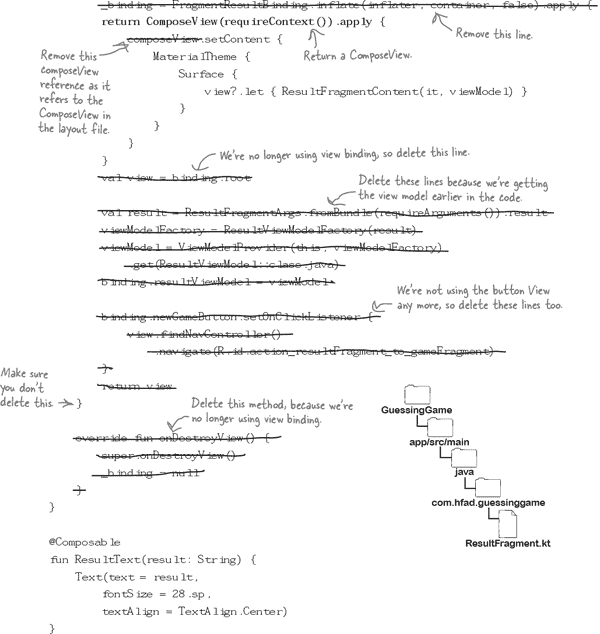 _binding = FragmentResultBinding.inflate(inflater, container, false).apply {
return ComposeView(requireContext()).apply {
Remove this line.
composeView.setContent {
Return a ComposeView.
Remove this
composeView
reference as it
refers to the
ComposeView in
the layout file.
MaterialTheme {
Surface {
view?.let { ResultFragmentContent(it, viewModel) }
}
}
}
}
We're no longer using view binding, so delete this line.
val view = binding.root
Delete these lines because we're getting
the view model earlier in the code.
val result = ResultFragmentArgs.fromBundle(requireArguments()).result
viewModelFactory = ResultViewModelFactory(result)
viewModel = ViewModelProvider(this, viewModelFactory)
.get(ResultViewModel::class.java)
binding.resultViewModel = viewModel
We're not using the button View
any more, so delete these lines too.
binding.newGameButton.setOnClickListener {
view.findNavController()
.navigate(R.id.action_resultFragment_to_gameFragment)
}
return view
Make sure
you don't
delete this.
}
Delete this method, because we're
no longer using view binding.
override fun onDestroyView() {
super.onDestroyView()
_binding = null
}
}
GuessingGame
app/src/main
java
com.hfad.guessinggame
ResultFragment.kt
@Composable
fun ResultText(result: String) {
Text(text = result,
fontSize = 28.sp,
textAlign = TextAlign.Center)
}